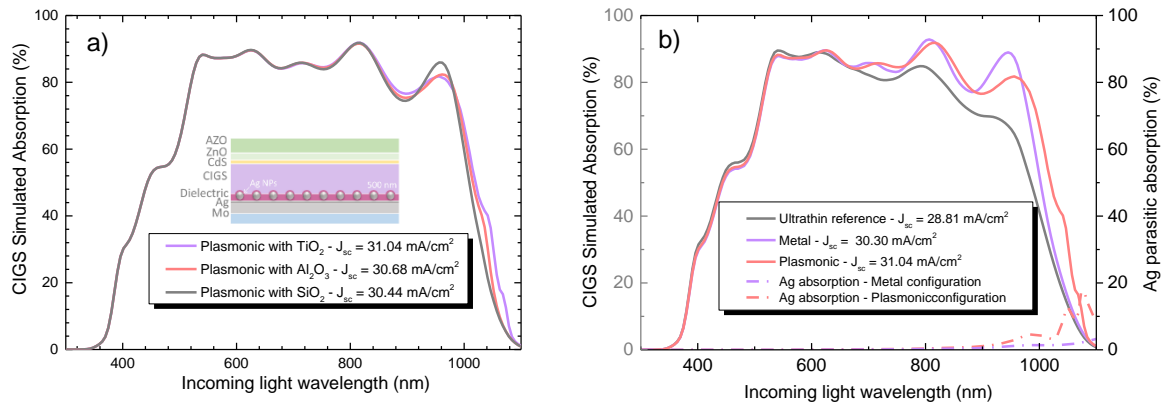 a)
CIGS Simulated Absorption (%)
100
80
60
40
20
0
AZO
ZnO
CdS
CIGS
Dielectric
Ag
Mo
Ag NPs
500 nm
Plasmonic with TiO₂ - Jsc = 31.04 mA/cm²
Plasmonic with Al₂O₃ - Jsc = 30.68 mA/cm²
Plasmonic with SiO₂ - Jsc = 30.44 mA/cm²
400 600 800 1000
Incoming light wavelength (nm)
b)
CIGS Simulated Absorption (%)
100
80
60
40
20
0
Ultrathin reference - Jsc = 28.81 mA/cm²
Metal - Jsc = 30.30 mA/cm²
Plasmonic - Jsc = 31.04 mA/cm²
Ag absorption - Metal configuration
Ag absorption - Plasmonicconfiguration
400 600 800 1000
Incoming light wavelength (nm)
100
90
80
70
60
50
40
30
20
10
0
Ag parasitic absorption (%)